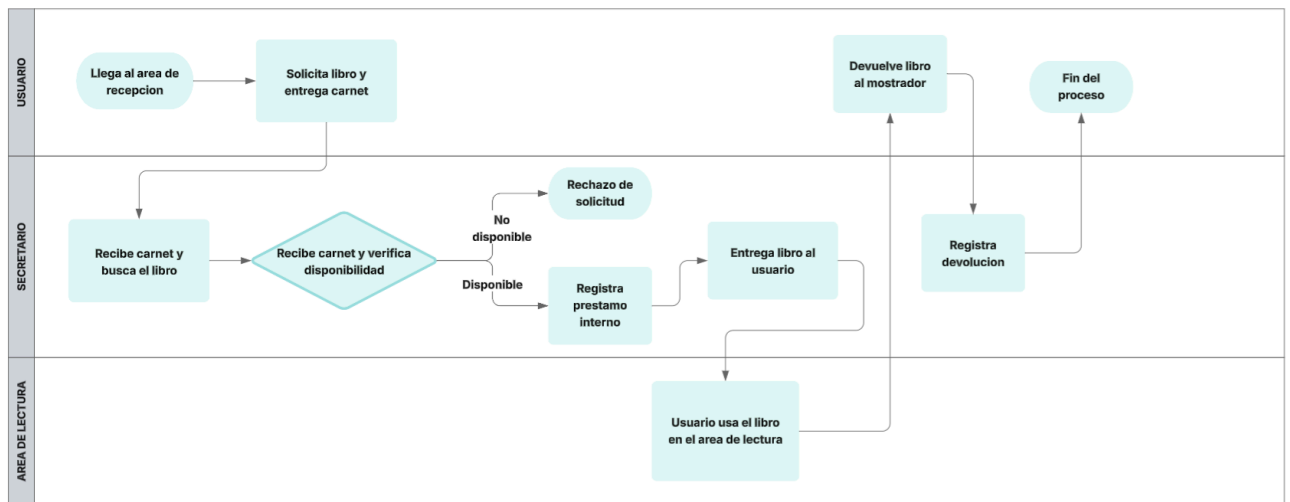 USUARIO
Llega al area de
recepcion
Solicita libro y
entrega carnet
Devuelve libro
al mostrador
Fin del
proceso
SECRETARIO
Recibe carnet y
busca el libro
Recibe carnet y verifica
disponibilidad
No
disponible
Disponible
Rechazo de
solicitud
Registra
prestamo
interno
Entrega libro al
usuario
Registra
devolucion
AREA DE LECTURA
Usuario usa el libro
en el area de lectura